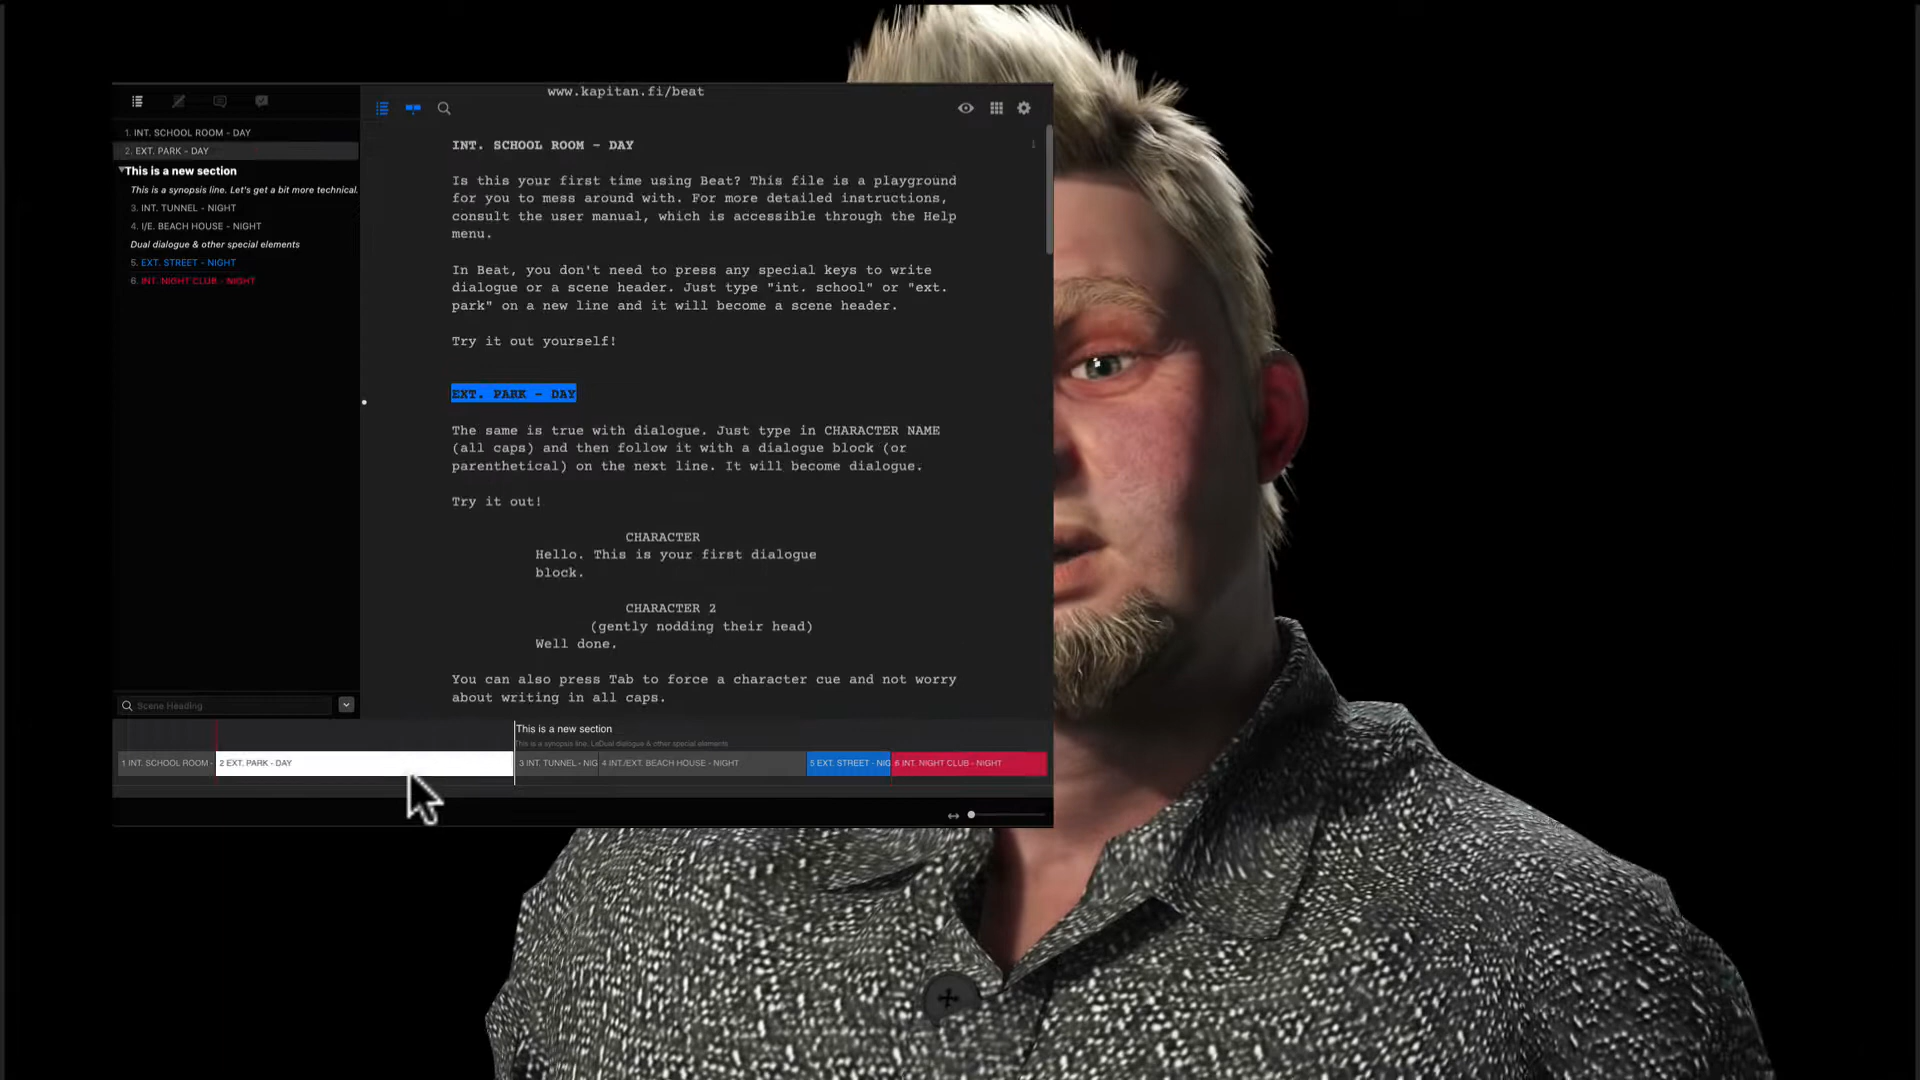 www.kapitan.fi/beat
1. INT. SCHOOL ROOM - DAY
2. EXT. PARK - DAY
This is a new section
This is a synopsis line. Let's get a bit more technical.
3. INT. TUNNEL - NIGHT
4. I/E. BEACH HOUSE - NIGHT
Dual dialogue & other special elements
5. EXT. STREET - NIGHT
6. INT. NIGHT CLUB - NIGHT
Scene Heading
INT. SCHOOL ROOM - DAY
1
Is this your first time using Beat? This file is a playground
for you to mess around with. For more detailed instructions,
consult the user manual, which is accessible through the Help
menu.
In Beat, you don't need to press any special keys to write
dialogue or a scene header. Just type "int. school" or "ext.
park" on a new line and it will become a scene header.
Try it out yourself!
EXT. PARK - DAY
The same is true with dialogue. Just type in CHARACTER NAME
(all caps) and then follow it with a dialogue block (or
parenthetical) on the next line. It will become dialogue.
Try it out!
CHARACTER
Hello. This is your first dialogue
block.
CHARACTER 2
(gently nodding their head)
Well done.
You can also press Tab to force a character cue and not worry
about writing in all caps.
This is a new section
This is a synopsis line. LeDual dialogue & other special elements
1 INT. SCHOOL ROOM -
2 EXT. PARK - DAY
3 INT. TUNNEL - NIG
4 INT./EXT. BEACH HOUSE - NIGHT
5 EXT. STREET - NIG
6 INT. NIGHT CLUB - NIGHT